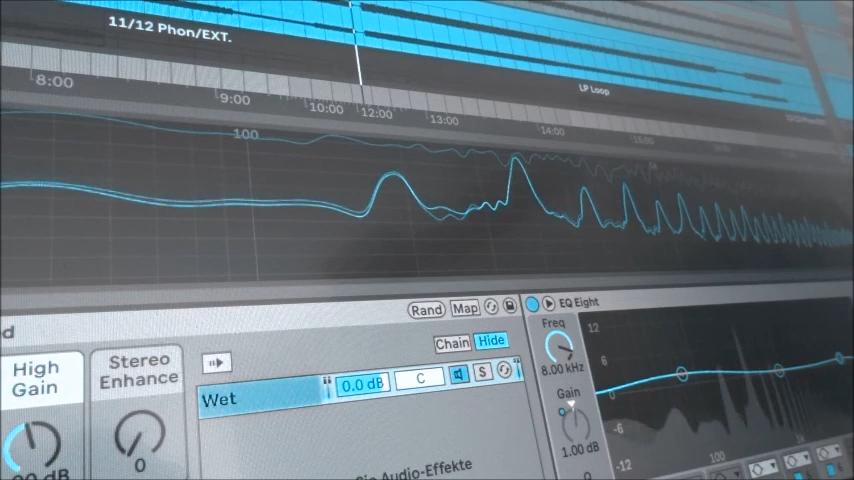 11/12 Phon/EXT.
LP Loop
8:00
9:00
10:00
12:00
13:00
14:00
100
d
Rand
Map
EQ Eight
High
Gain
Stereo
Enhance
0
Chain
Hide
Wet
0.0 dB
C
S
Audio-Effekte
Freq
8.00 kHz
Gain
1.00 dB
0
12
6
0
-6
-12
100